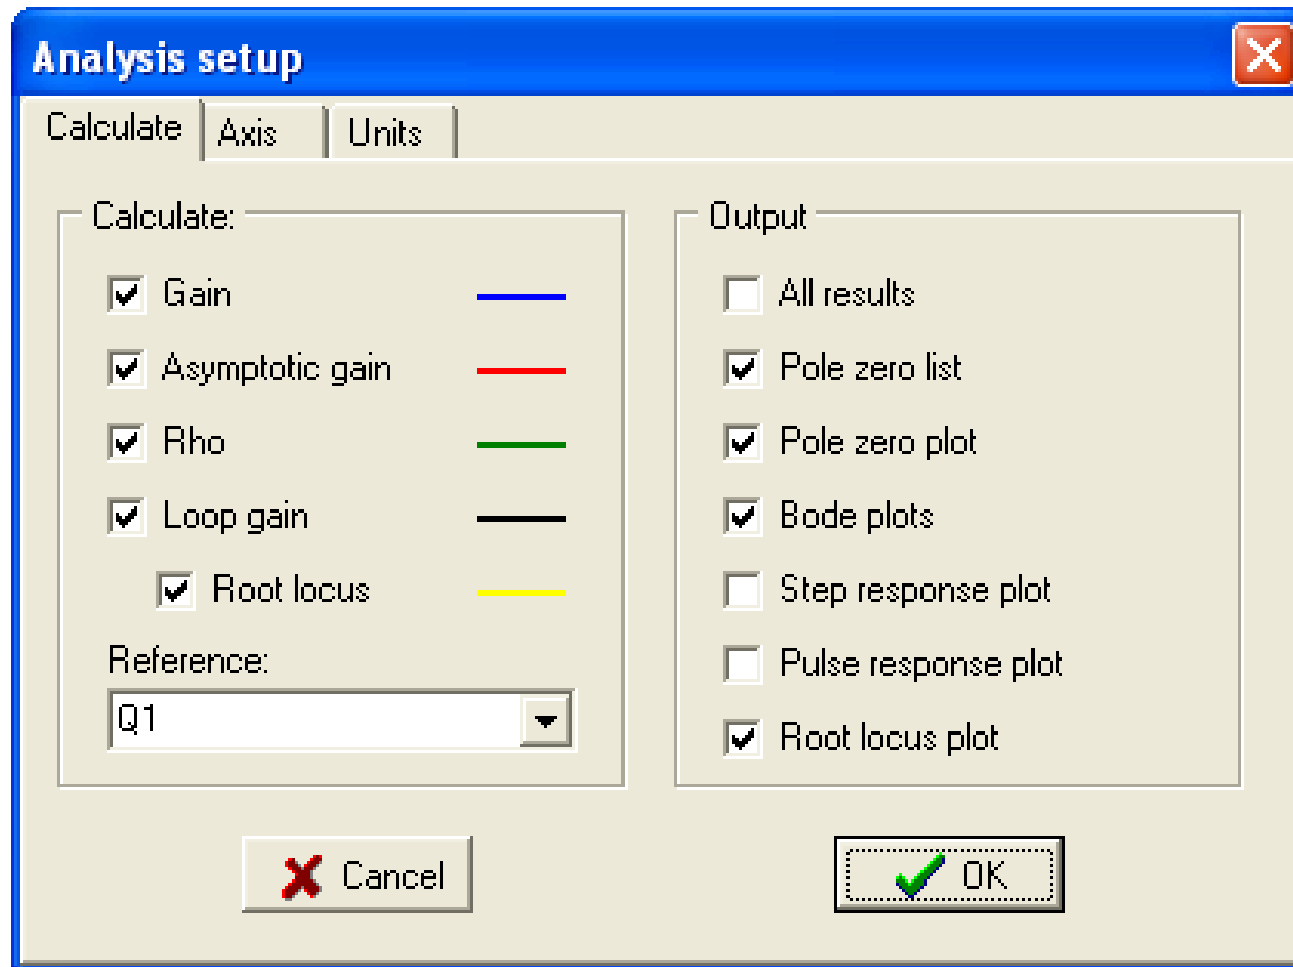 Analysis setup
Calculate Axis Units
Calculate:
Gain
Asymptotic gain
Rho
Loop gain
Root locus
Reference:
Q1
Output
All results
Pole zero list
Pole zero plot
Bode plots
Step response plot
Pulse response plot
Root locus plot
Cancel
OK